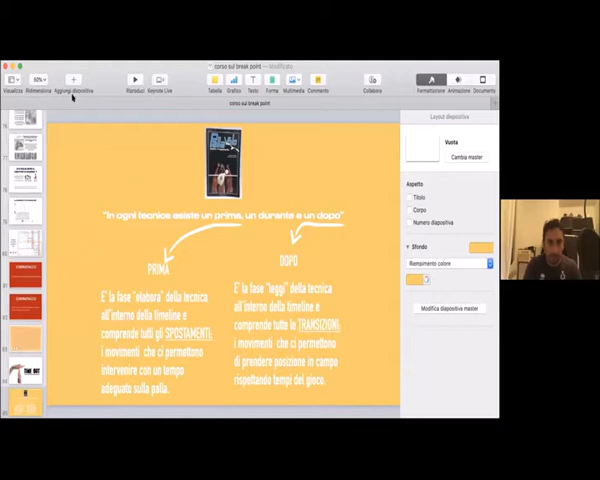 corso sul break point — Modificato
Visualizza
Ridimensiona
Aggiungi diapositiva
Riproduci
Keynote Live
Tabella
Grafico
Testo
Forma
Multimedia
Commento
Collabora
Formattazione
Animazione
Documento
corso sul break point
Layout diapositiva
Vuota
Cambia master
Aspetto
Titolo
Corpo
Numero diapositiva
Sfondo
Riempimento colore
Modifica diapositiva master
"In ogni tecnica esiste un prima, un durante e un dopo"
PRIMA
E' la fase "elabora" della tecnica
all'interno della timeline e
comprende tutti gli SPOSTAMENTI:
i movimenti che ci permettono
intervenire con un tempo
adeguato sulla palla.
DOPO
E' la fase "leggi" della tecnica
all'interno della timeline e
comprende tutte le TRANSIZIONI:
i movimenti che ci permettono
di prendere posizione in campo
rispettando tempi del gioco.
TIME OUT